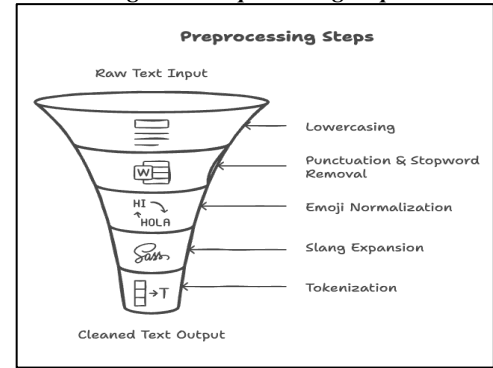 Preprocessing Steps
Raw Text Input
Lowercasing
W
Punctuation & Stopword
Removal
HI
HOLA
Emoji Normalization
Sass
Slang Expansion
T
Tokenization
Cleaned Text Output